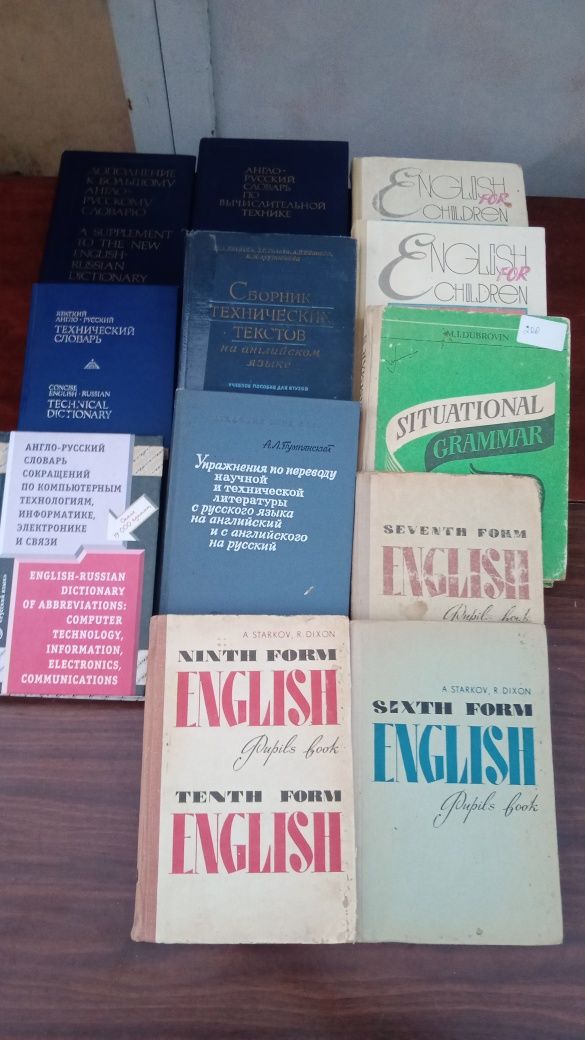 ДОПОЛНЕНИЕ
К БОЛЬШОМУ
АНГЛО-
РУССКОМУ
СЛОВАРЮ
A SUPPLEMENT
TO THE NEW
ENGLISH-
RUSSIAN
DICTIONARY
АНГЛО-
РУССКИЙ
СЛОВАРЬ
ПО
ВЫЧИСЛИТЕЛЬНОЙ
ТЕХНИКЕ
ENGLISH
FOR
CHILDREN
ENGLISH
FOR
CHILDREN
КРАТКИЙ
АНГЛО-РУССКИЙ
ТЕХНИЧЕСКИЙ
СЛОВАРЬ
CONCISE
ENGLISH-RUSSIAN
TECHNICAL
DICTIONARY
СБОРНИК
ТЕХНИЧЕСКИХ
ТЕКСТОВ
на английском
языке
M.I.DUBROVIN
200
SITUATIONAL
GRAMMAR
АНГЛО-РУССКИЙ
СЛОВАРЬ
СОКРАЩЕНИЙ
ПО КОМПЬЮТЕРНЫМ
ТЕХНОЛОГИЯМ,
ИНФОРМАТИКЕ,
ЭЛЕКТРОНИКЕ
И СВЯЗИ
ENGLISH-RUSSIAN
DICTIONARY
OF ABBREVIATIONS:
COMPUTER
TECHNOLOGY,
INFORMATION,
ELECTRONICS,
COMMUNICATIONS
А.Л.Пумпянский
Упражнения по переводу
научной
и технической
литературы
с русского языка
на английский
и с английского
на русский
SEVENTH FORM
ENGLISH
Pupil's book
A STARKOV, R DIXON
NINTH FORM
ENGLISH
Pupil's book
TENTH FORM
ENGLISH
A STARKOV, R DIXON
SIXTH FORM
ENGLISH
Pupil's book